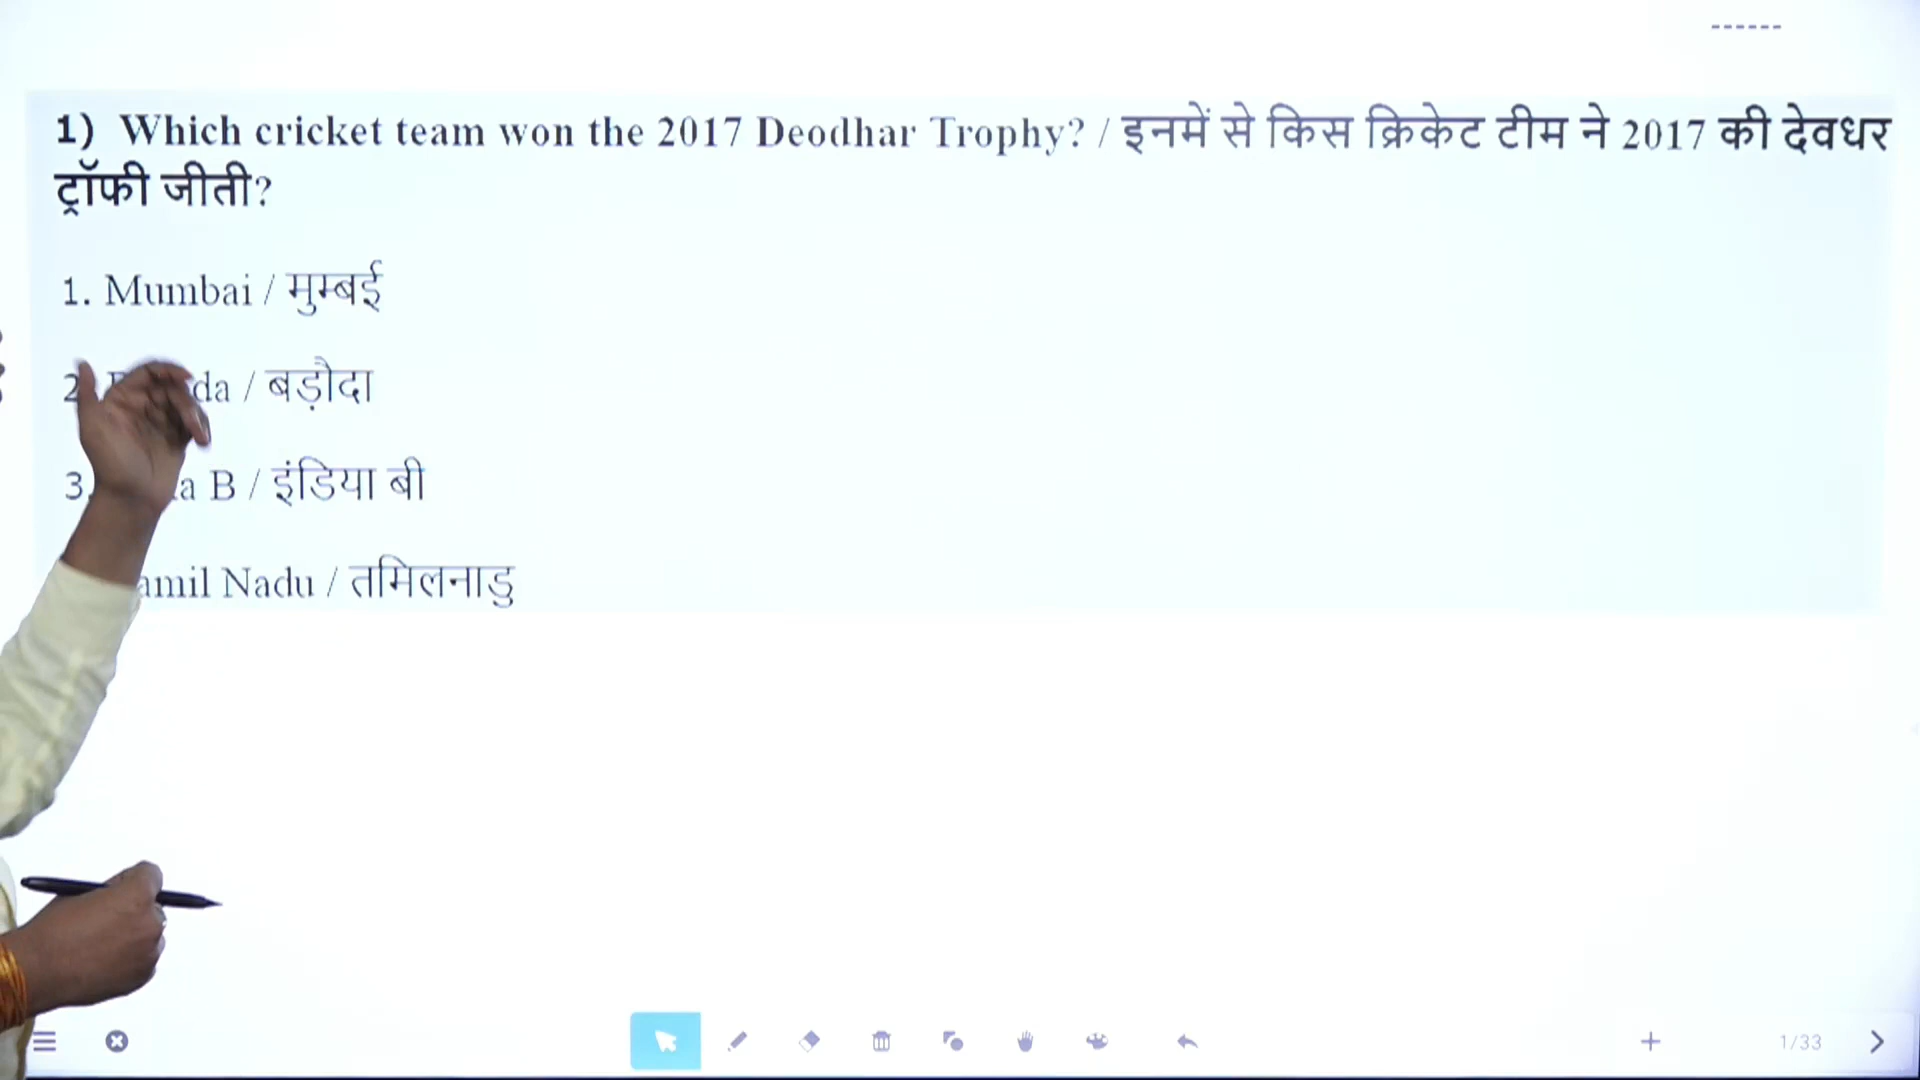 ------
1) Which cricket team won the 2017 Deodhar Trophy? / इनमें से किस क्रिकेट टीम ने 2017 की देवधर
ट्रॉफी जीती?
1. Mumbai / मुम्बई
2. / बड़ौदा
3. B / इंडिया बी
Nadu / तमिलनाडु
1/33